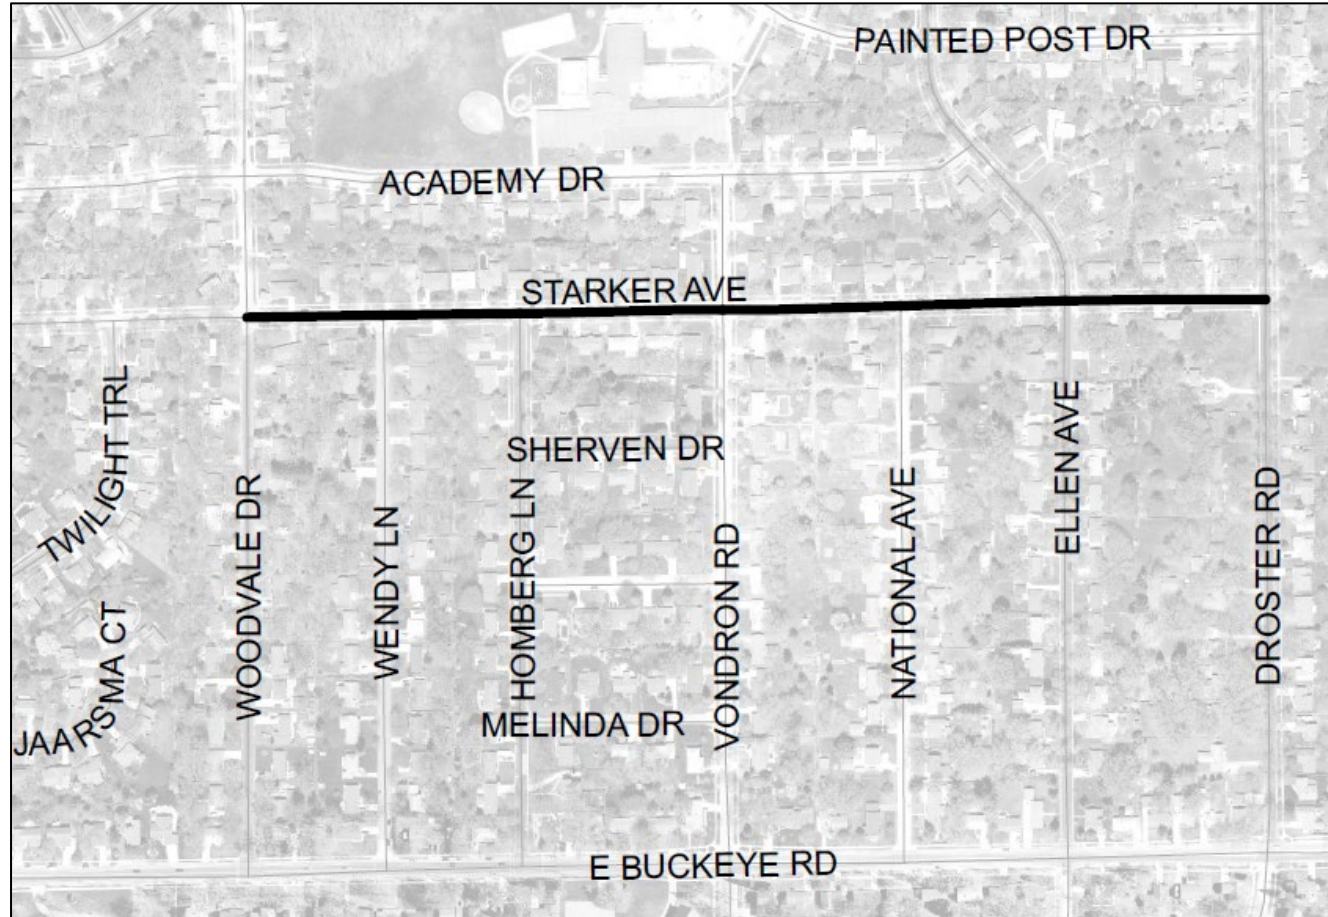 PAINTED POST DR
ACADEMY DR
STARKER AVE
TWILIGHT TRL
SHERVEN DR
ELLEN AVE
WOODVALE DR
WENDY LN
HOMBERG LN
VONDRON RD
NATIONAL AVE
DROSTER RD
JAARSMA CT
MELINDA DR
E BUCKEYE RD